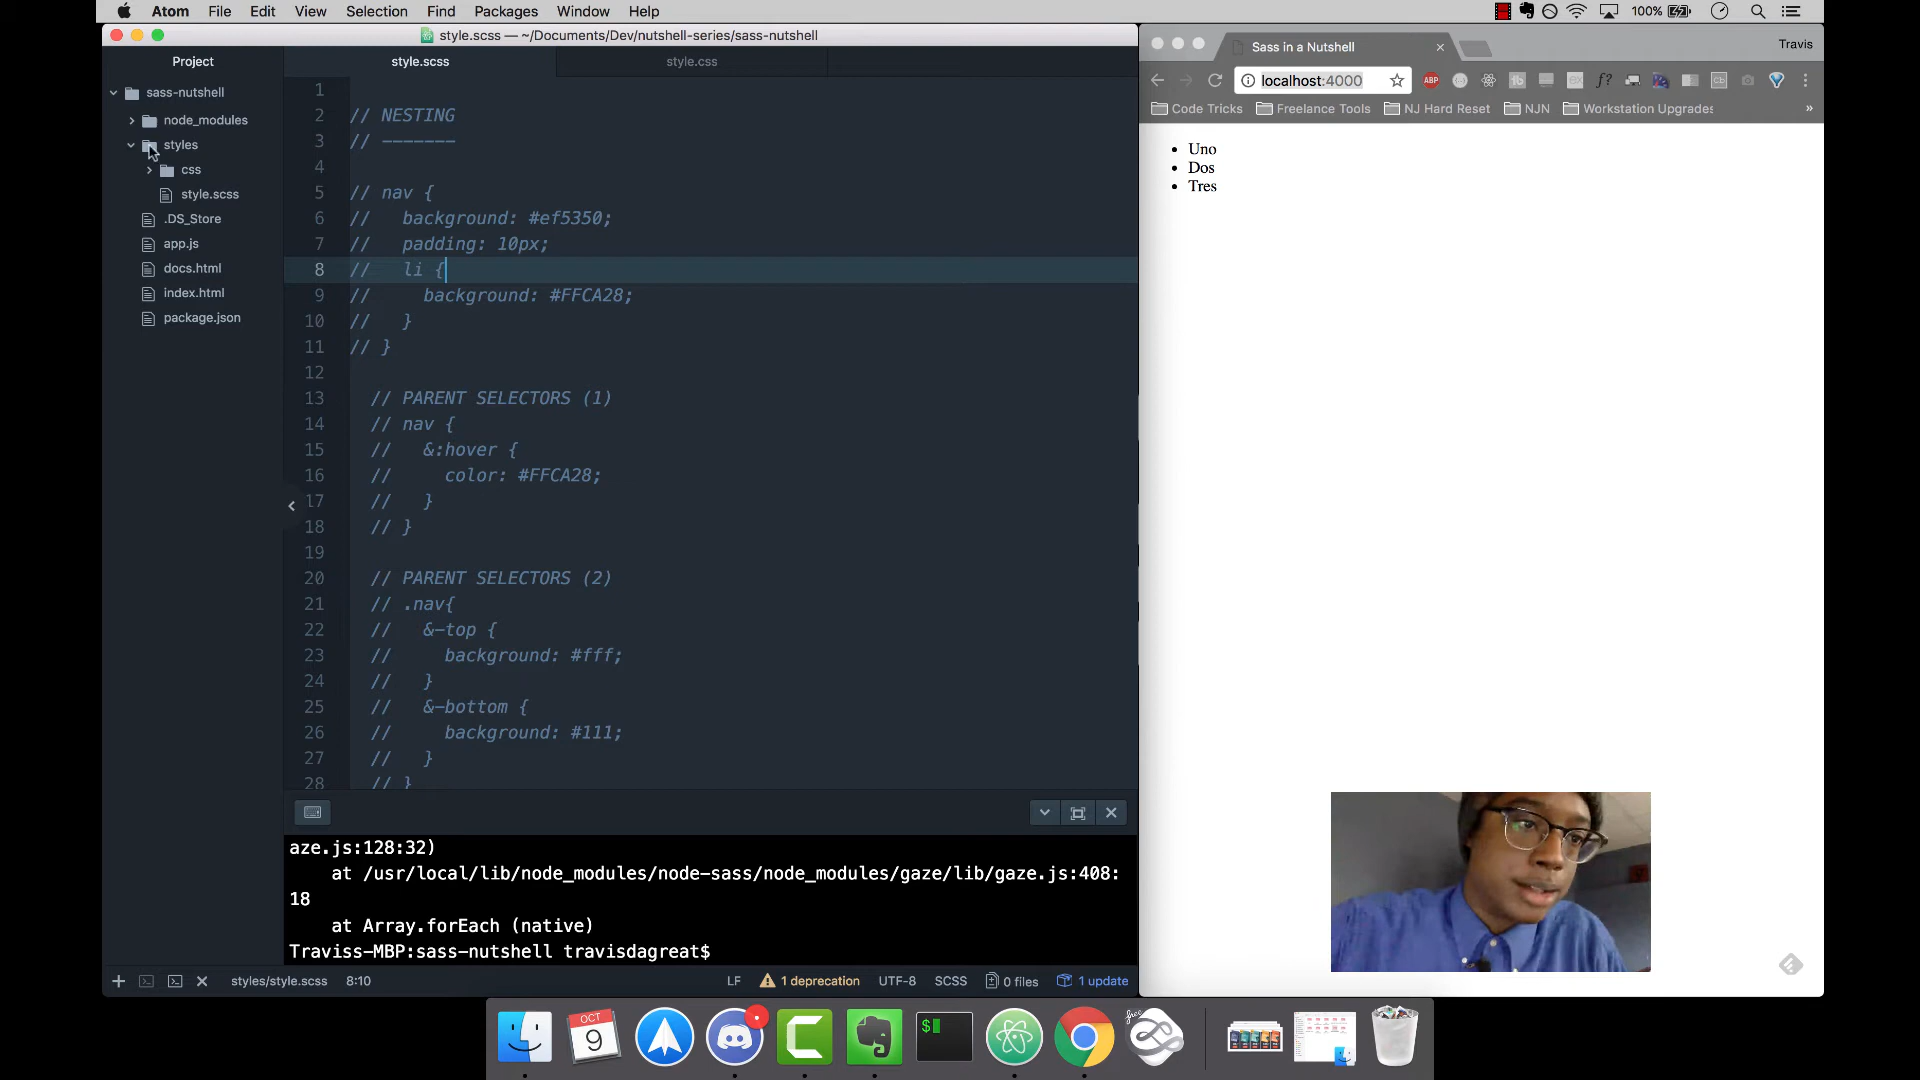 Atom File Edit View Selection Find Packages Window Help 100%
style.scss — ~/Documents/Dev/nutshell-series/sass-nutshell
Sass in a Nutshell
Travis
Project
style.scss
style.css
localhost:4000
ABP
f?
Cb
Code Tricks Freelance Tools NJ Hard Reset NJN Workstation Upgrades »
sass-nutshell
node_modules
styles
css
style.scss
.DS_Store
app.js
docs.html
index.html
package.json
1
2 // NESTING
3 // -------
4
5 // nav {
6 //   background: #ef5350;
7 //   padding: 10px;
8 //   li {
9 //     background: #FFCA28;
10 //   }
11 // }
12
13 // PARENT SELECTORS (1)
14 // nav {
15 //   &:hover {
16 //     color: #FFCA28;
17 //   }
18 // }
19
20 // PARENT SELECTORS (2)
21 // .nav{
22 //   &-top {
23 //     background: #fff;
24 //   }
25 //   &-bottom {
26 //     background: #111;
27 //   }
28 // }
• Uno
• Dos
• Tres
aze.js:128:32)
    at /usr/local/lib/node_modules/node-sass/node_modules/gaze/lib/gaze.js:408:
18
    at Array.forEach (native)
Traviss-MBP:sass-nutshell travisdagreat$
styles/style.scss 8:10 LF 1 deprecation UTF-8 SCSS 0 files 1 update
OCT
9
$
free